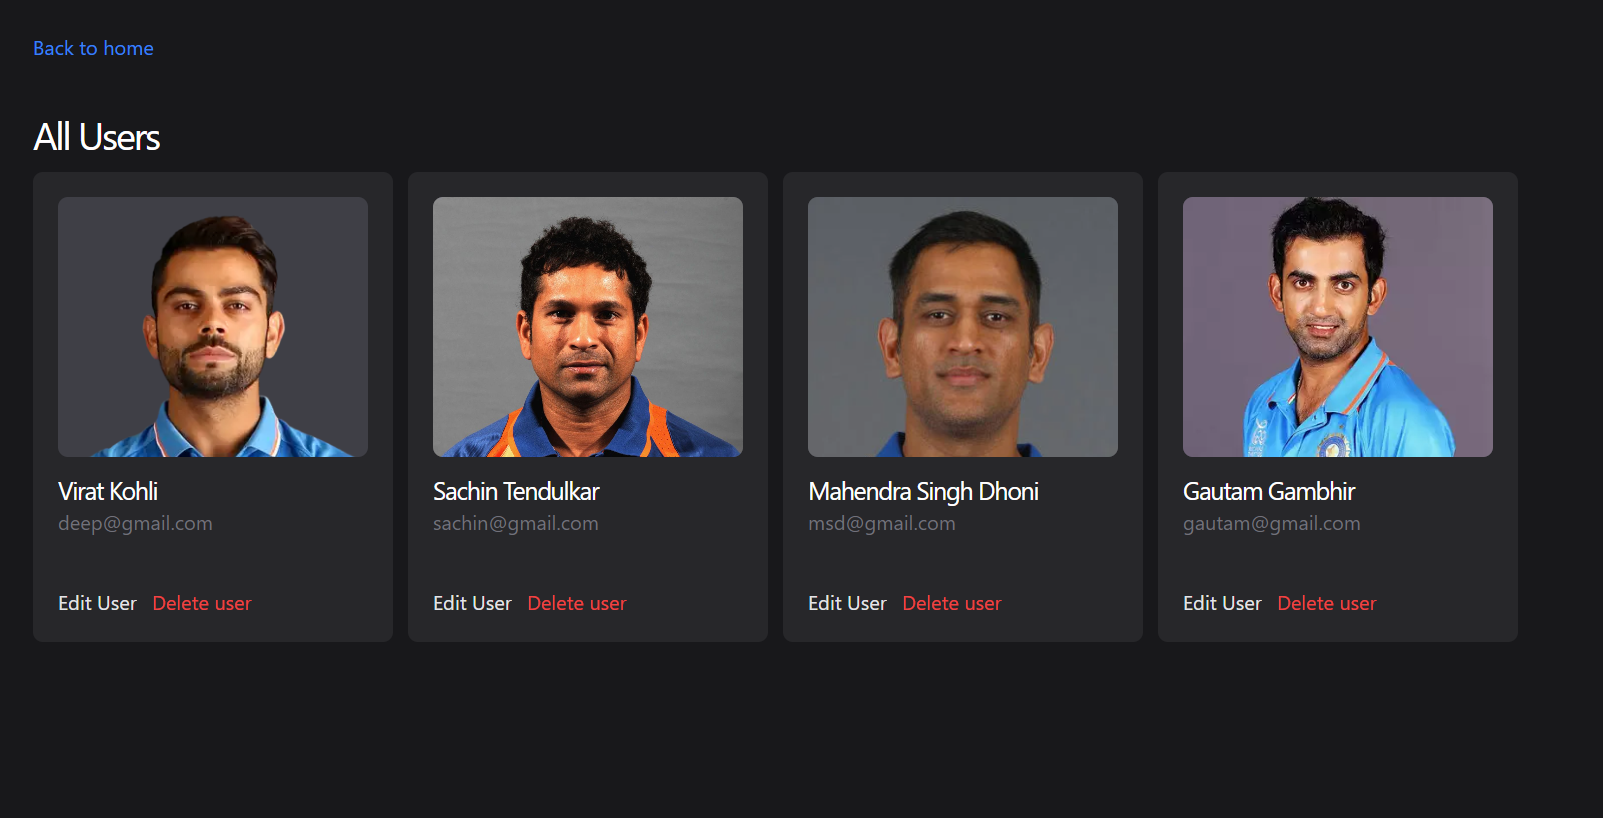 Back to home
All Users
Virat Kohli
deep@gmail.com
Edit User Delete user
Sachin Tendulkar
sachin@gmail.com
Edit User Delete user
Mahendra Singh Dhoni
msd@gmail.com
Edit User Delete user
Gautam Gambhir
gautam@gmail.com
Edit User Delete user